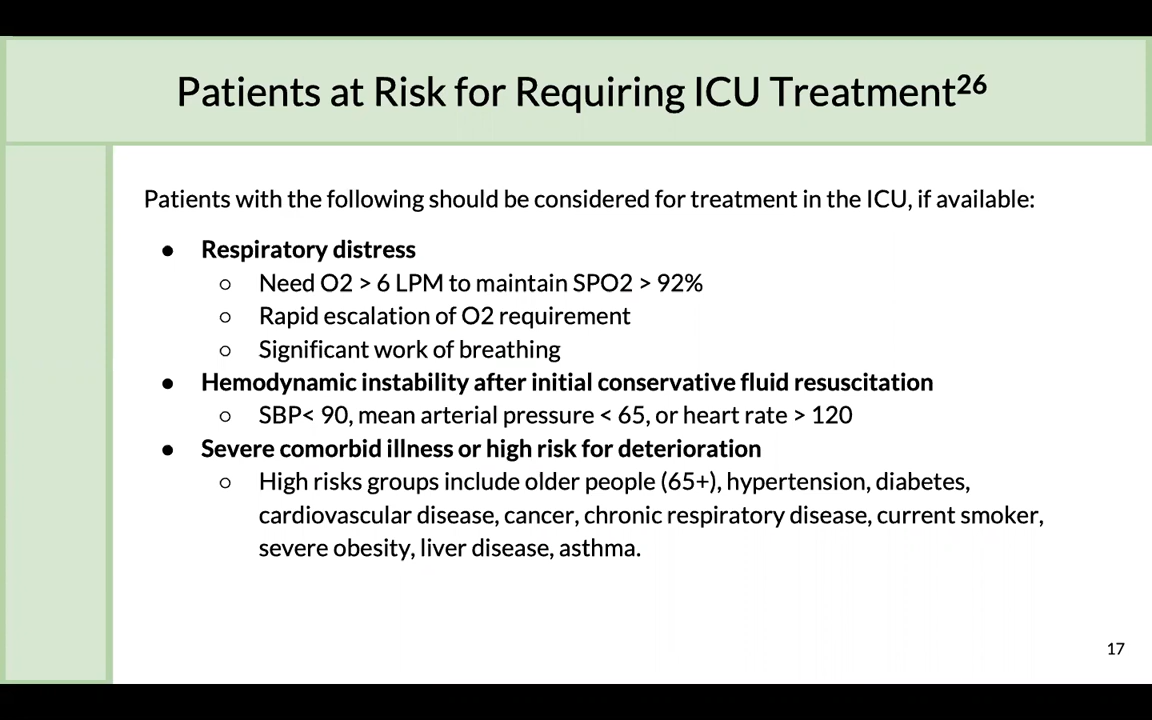 Patients at Risk for Requiring ICU Treatment²⁶
Patients with the following should be considered for treatment in the ICU, if available:
● Respiratory distress
○ Need O2 > 6 LPM to maintain SPO2 > 92%
○ Rapid escalation of O2 requirement
○ Significant work of breathing
● Hemodynamic instability after initial conservative fluid resuscitation
○ SBP< 90, mean arterial pressure < 65, or heart rate > 120
● Severe comorbid illness or high risk for deterioration
○ High risks groups include older people (65+), hypertension, diabetes,
cardiovascular disease, cancer, chronic respiratory disease, current smoker,
severe obesity, liver disease, asthma.
17